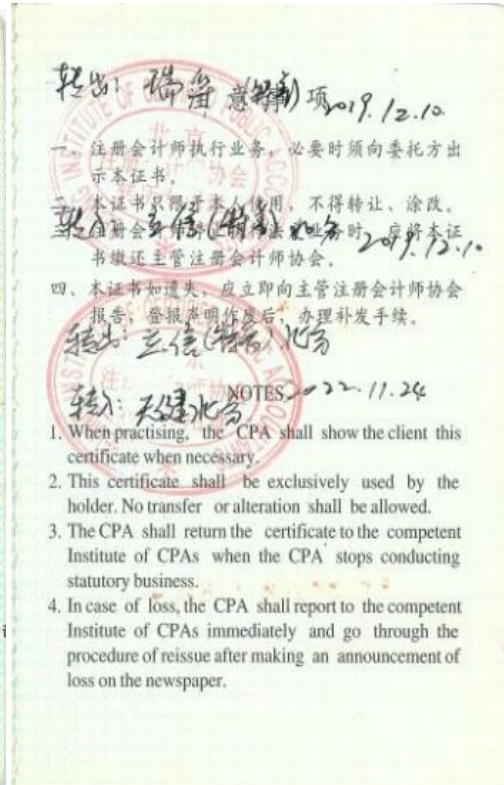 转出: 瑞华(特普)
意事项
2019.12.10
一、注册会计师执行业务,必要时须向委托方出
示本证书。
二、本证书只限于本人使用,不得转让、涂改。
转入: 立信(特普)北分
2019.12.10
三、注册会计师停止执行法定业务时,应将本证
书缴还主管注册会计师协会。
四、本证书如遗失,应立即向主管注册会计师协会
报告,登报声明作废后,办理补发手续。
转出: 立信(特普)北分
转入: 天健北分
NOTES
2022.11.24
1. When practising, the CPA shall show the client this
certificate when necessary.
2. This certificate shall be exclusively used by the
holder. No transfer or alteration shall be allowed.
3. The CPA shall return the certificate to the competent
Institute of CPAs when the CPA stops conducting
statutory business.
4. In case of loss, the CPA shall report to the competent
Institute of CPAs immediately and go through the
procedure of reissue after making an announcement of
loss on the newspaper.